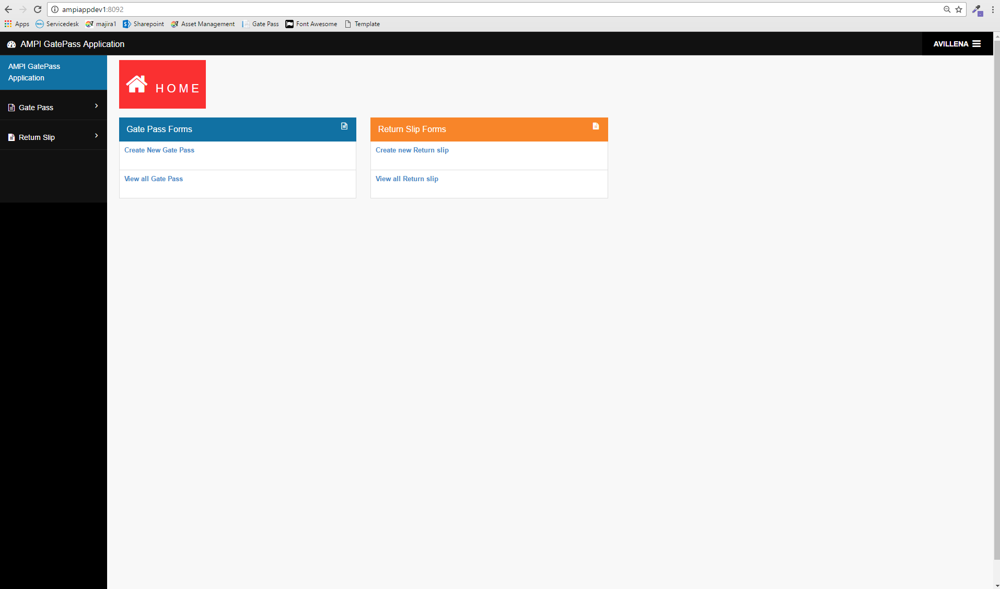 ampiappdev1:8092
Apps Servicedesk majira1 Sharepoint Asset Management Gate Pass Font Awesome Template
AMPI GatePass Application
AVILLENA
AMPI GatePass
Application
Gate Pass
Return Slip
HOME
Gate Pass Forms
Create New Gate Pass
View all Gate Pass
Return Slip Forms
Create new Return slip
View all Return slip